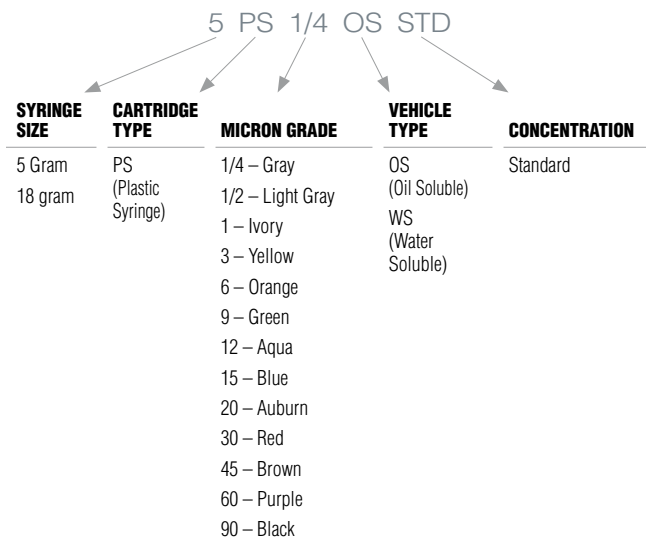 5 PS 1/4 OS STD
SYRINGE
SIZE
5 Gram
18 gram
CARTRIDGE
TYPE
PS
(Plastic
Syringe)
MICRON GRADE
1/4 – Gray
1/2 – Light Gray
1 – Ivory
3 – Yellow
6 – Orange
9 – Green
12 – Aqua
15 – Blue
20 – Auburn
30 – Red
45 – Brown
60 – Purple
90 – Black
VEHICLE
TYPE
OS
(Oil Soluble)
WS
(Water
Soluble)
CONCENTRATION
Standard